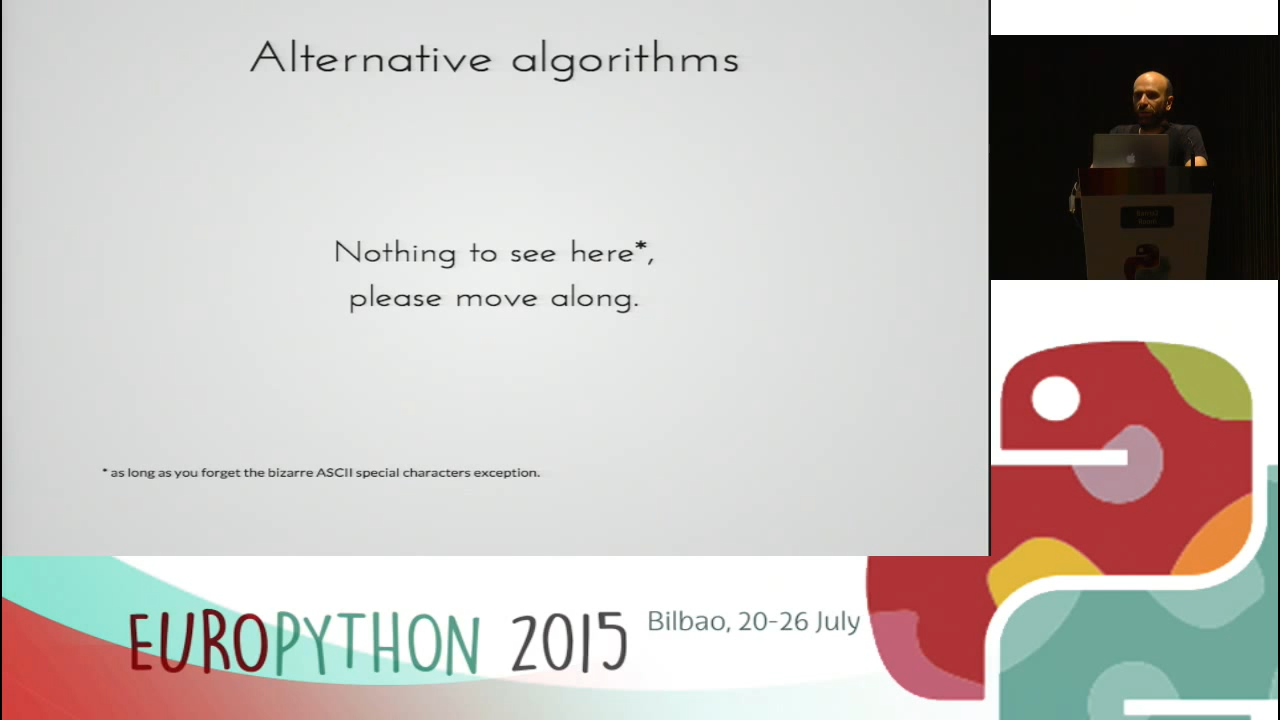 Alternative algorithms
Nothing to see here*,
please move along.
* as long as you forget the bizarre ASCII special characters exception.
EUROPYTHON 2015
Bilbao, 20-26 July